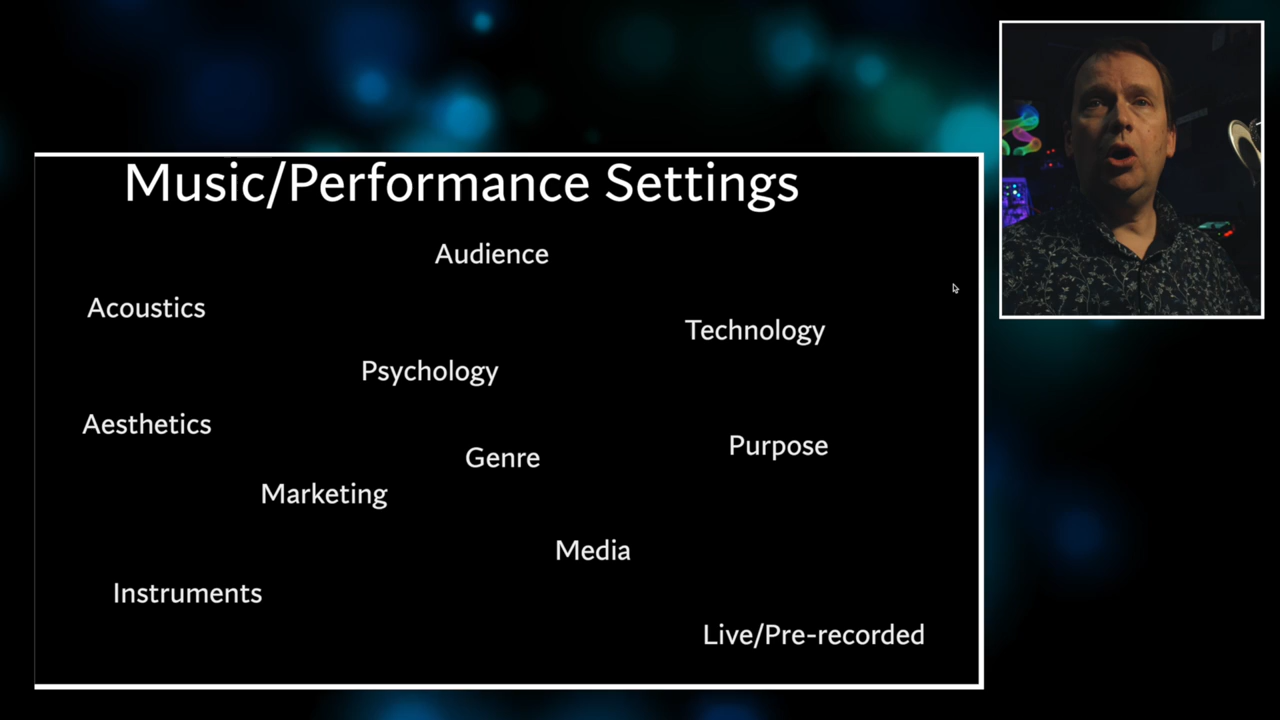 Music/Performance Settings
Audience
Acoustics
Technology
Psychology
Aesthetics
Purpose
Genre
Marketing
Media
Instruments
Live/Pre-recorded